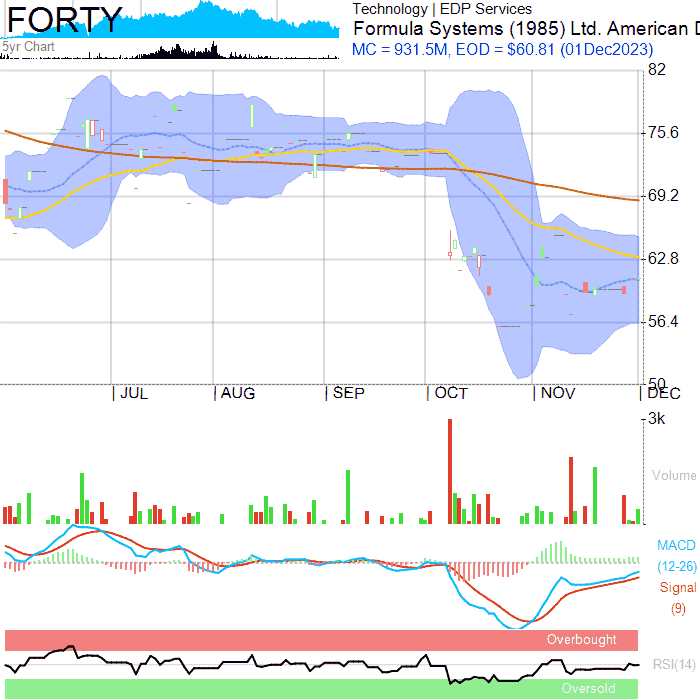 FORTY
Technology | EDP Services
Formula Systems (1985) Ltd. American D
5yr Chart
MC = 931.5M, EOD = $60.81 (01Dec2023)
82
75.6
69.2
62.8
56.4
50
JUL
AUG
SEP
OCT
NOV
DEC
3k
Volume
MACD
(12-26)
Signal
(9)
Overbought
RSI(14)
Oversold